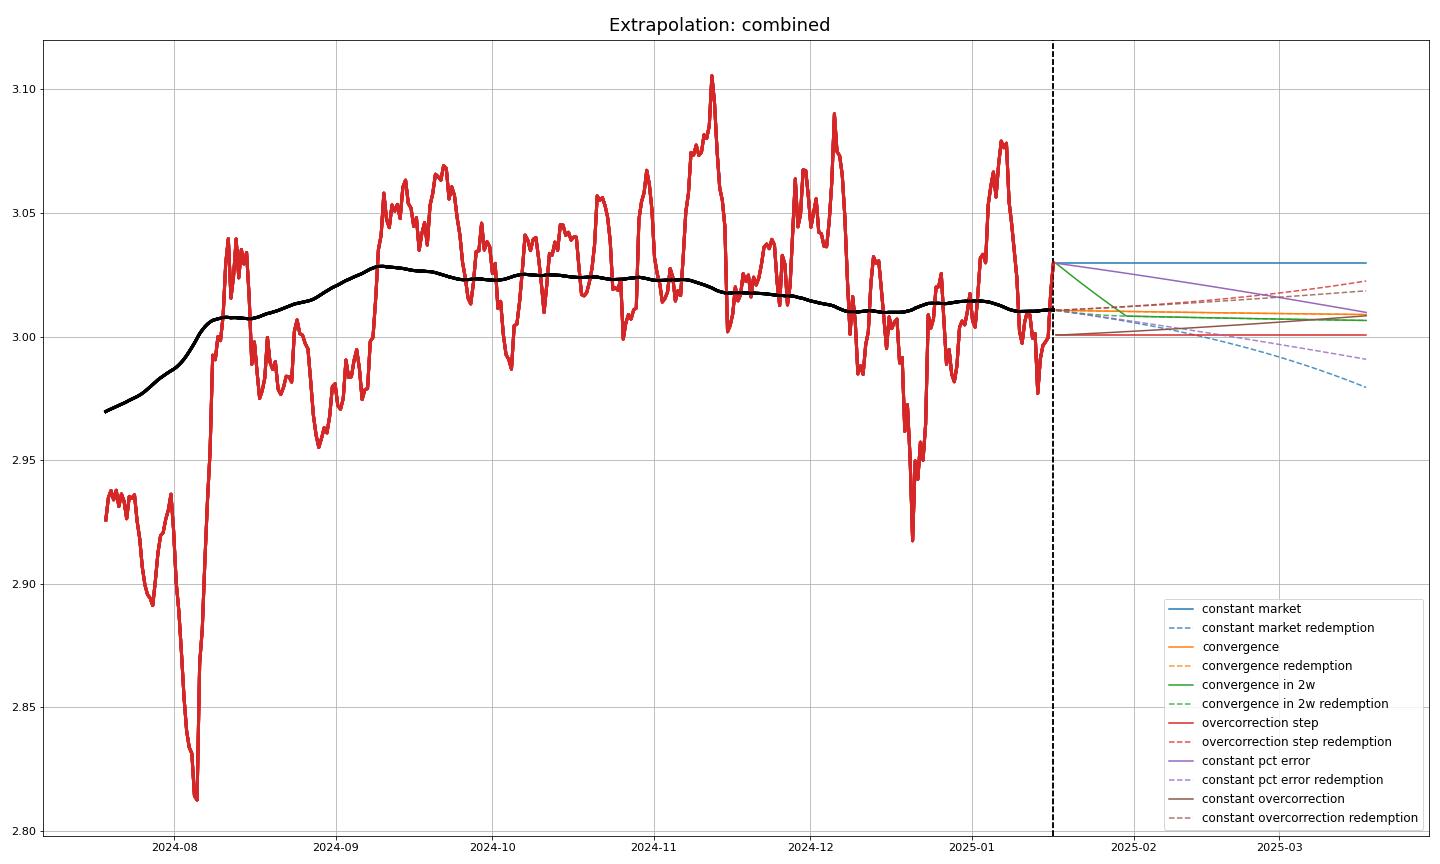 Extrapolation: combined
3.10
3.05
3.00
2.95
2.90
2.85
2.80
constant market
constant market redemption
convergence
convergence redemption
convergence in 2w
convergence in 2w redemption
overcorrection step
overcorrection step redemption
constant pct error
constant pct error redemption
constant overcorrection
constant overcorrection redemption
2024-08 2024-09 2024-10 2024-11 2024-12 2025-01 2025-02 2025-03